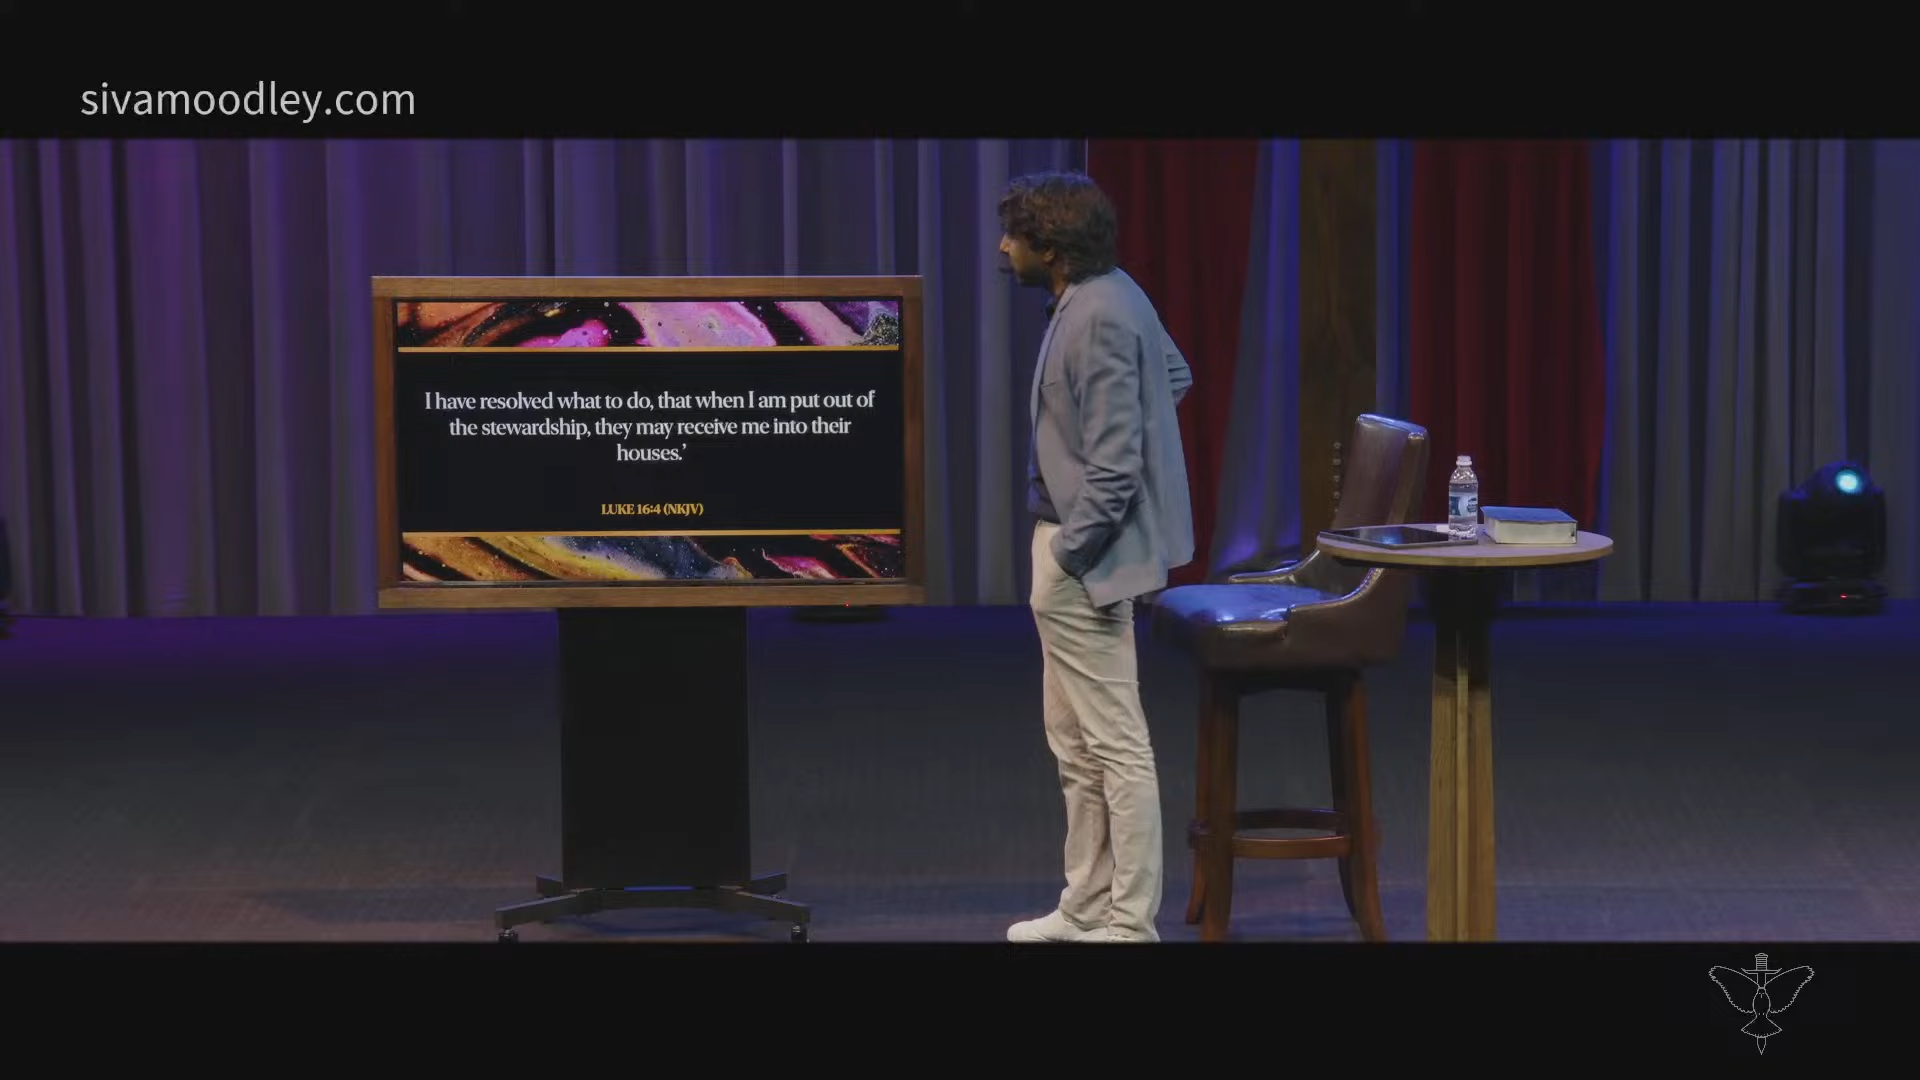 sivamoodley.com
I have resolved what to do, that when I am put out of
the stewardship, they may receive me into their
houses.’
LUKE 16:4 (NKJV)